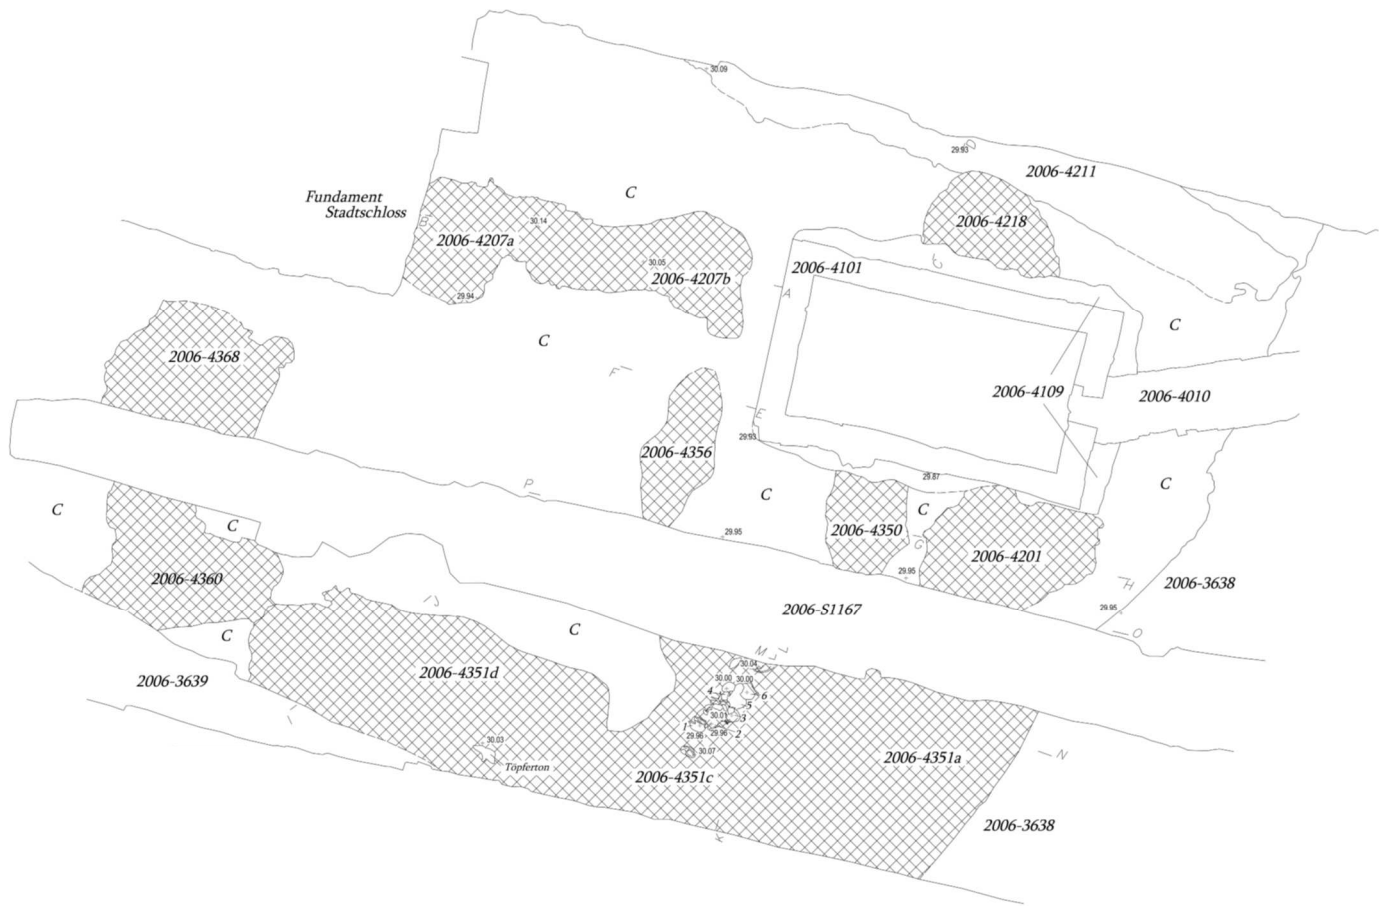 30.09
29.93
D
2006-4211
Fundament
Stadtschloss
C
B
30.14
2006-4218
2006-4207a
30.05
2006-4207b
2006-4101
29.94
A
C
C
2006-4368
F
2006-4109
2006-4010
E
29.93
2006-4356
29.87
P
C
C
C
C
C
2006-4350
29.95
G
2006-4201
29.95
H
2006-3638
2006-4360
2006-S1167
29.95
O
J
C
C
M
L
30.04
2006-4351d
2006-3639
30.00
30.00
4
6
5
30.01
3
1
2
29.98
29.96
30.07
30.03
Töpferton
2006-4351c
2006-4351a
N
I
K
2006-3638